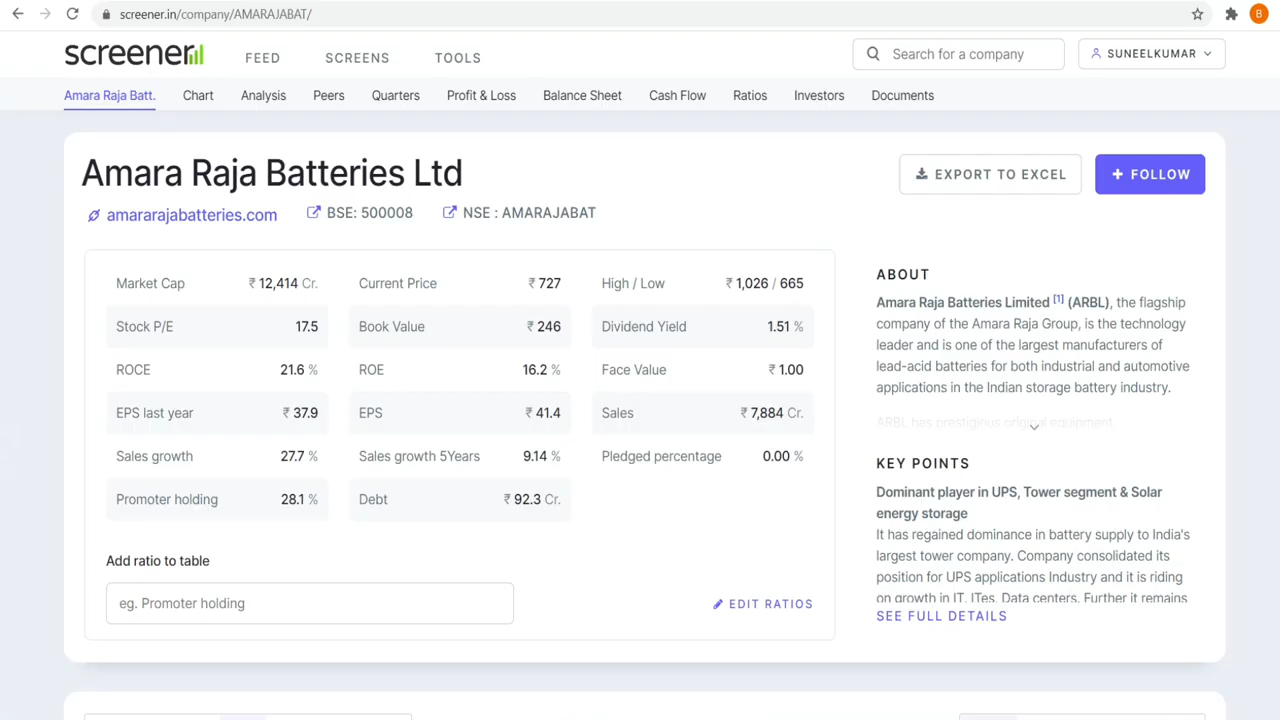 screener.in/company/AMARAJABAT/
B
screener
FEED
SCREENS
TOOLS
Search for a company
SUNEELKUMAR
Amara Raja Batt.
Chart
Analysis
Peers
Quarters
Profit & Loss
Balance Sheet
Cash Flow
Ratios
Investors
Documents
Amara Raja Batteries Ltd
EXPORT TO EXCEL
+ FOLLOW
amararajabatteries.com
BSE: 500008
NSE : AMARAJABAT
Market Cap ₹ 12,414 Cr.
Current Price ₹ 727
High / Low ₹ 1,026 / 665
Stock P/E 17.5
Book Value ₹ 246
Dividend Yield 1.51 %
ROCE 21.6 %
ROE 16.2 %
Face Value ₹ 1.00
EPS last year ₹ 37.9
EPS ₹ 41.4
Sales ₹ 7,884 Cr.
Sales growth 27.7 %
Sales growth 5Years 9.14 %
Pledged percentage 0.00 %
Promoter holding 28.1 %
Debt ₹ 92.3 Cr.
Add ratio to table
eg. Promoter holding
EDIT RATIOS
ABOUT
Amara Raja Batteries Limited [1] (ARBL), the flagship
company of the Amara Raja Group, is the technology
leader and is one of the largest manufacturers of
lead-acid batteries for both industrial and automotive
applications in the Indian storage battery industry.
ARBL has prestigious original equipment
KEY POINTS
Dominant player in UPS, Tower segment & Solar
energy storage
It has regained dominance in battery supply to India's
largest tower company. Company consolidated its
position for UPS applications Industry and it is riding
on growth in IT, ITes, Data centers. Further it remains
SEE FULL DETAILS